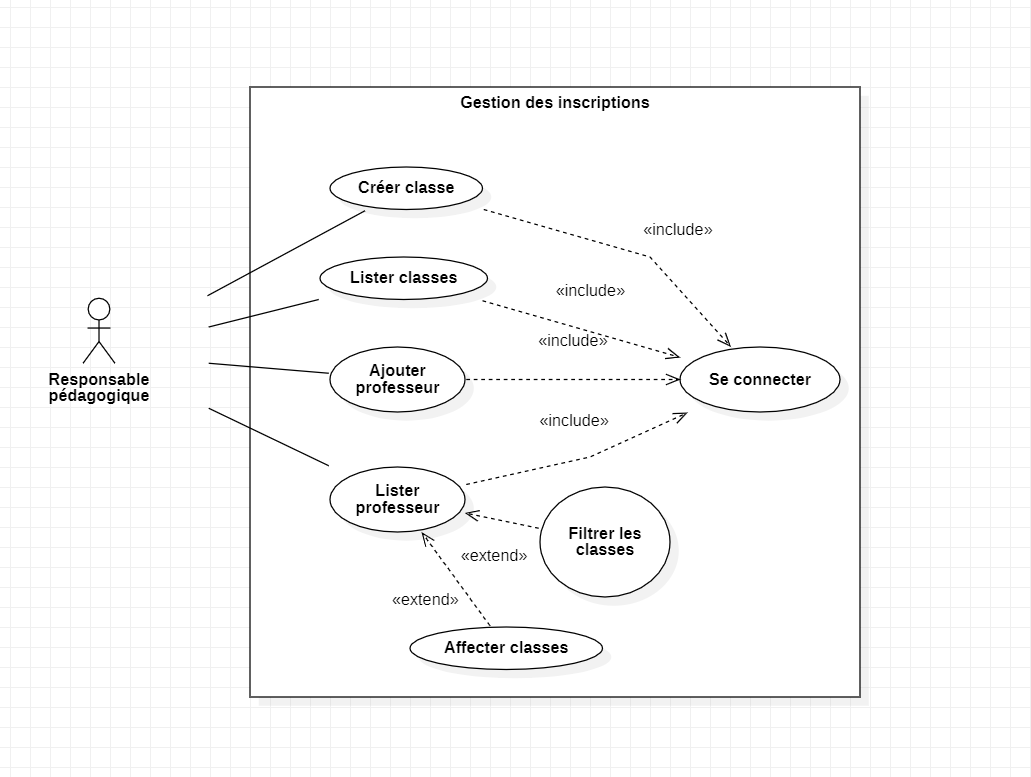 Gestion des inscriptions
Créer classe
«include»
Lister classes
«include»
«include»
Ajouter
professeur
Se connecter
Responsable
pédagogique
«include»
Lister
professeur
Filtrer les
classes
«extend»
«extend»
Affecter classes